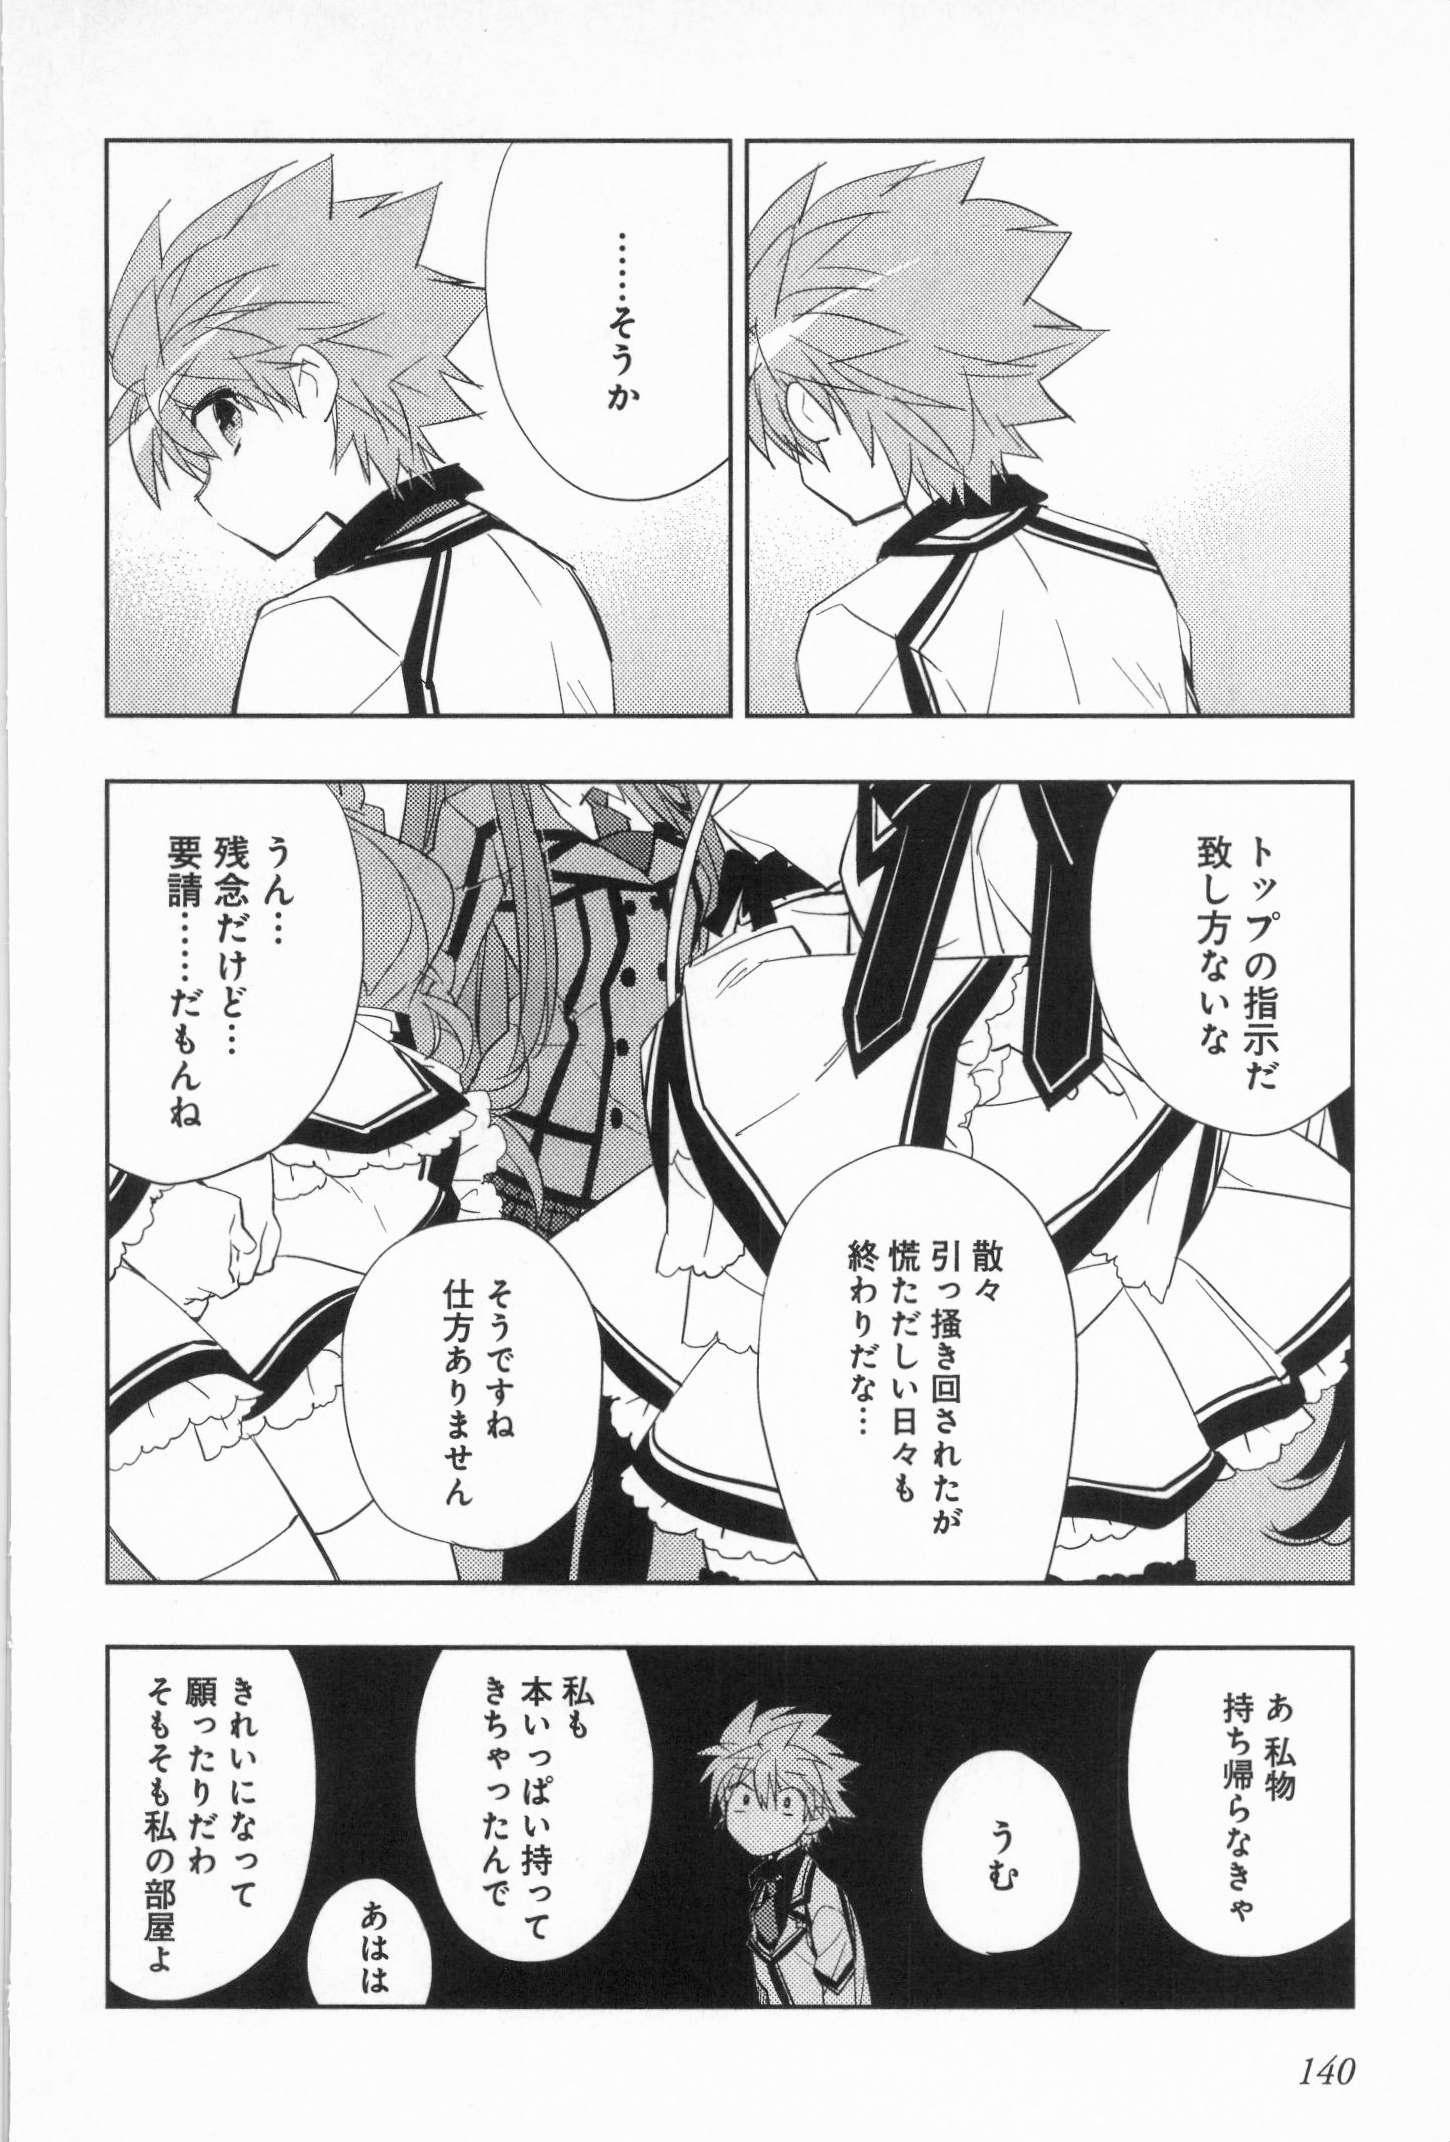 ……そうか
トップの指示だ
致し方ないな
散々
引っ掻き回されたが
慌ただしい日々も
終わりだな…
そうですね
仕方ありません
うん…
残念だけど…
要請……だもんね
あ 私物
持ち帰らなきゃ
うむ
私も
本いっぱい持って
きちゃったんで
あはは
きれいになって
願ったりだわ
そもそも私の部屋よ
140